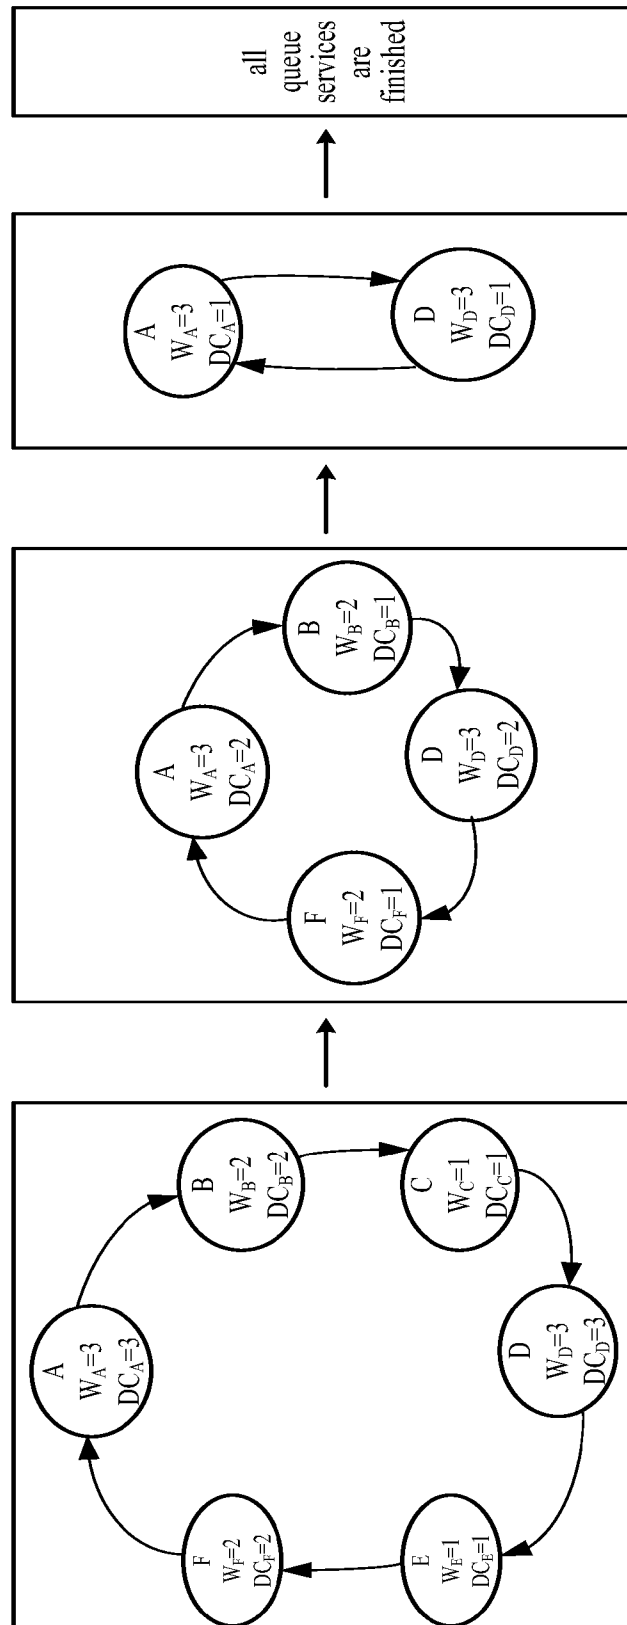 A
W_A=3
DC_A=3
B
W_B=2
DC_B=2
C
W_C=1
DC_C=1
D
W_D=3
DC_D=3
E
W_E=1
DC_E=1
F
W_F=2
DC_F=2
A
W_A=3
DC_A=2
B
W_B=2
DC_B=1
D
W_D=3
DC_D=2
F
W_F=2
DC_F=1
A
W_A=3
DC_A=1
D
W_D=3
DC_D=1
all
queue
services
are
finished